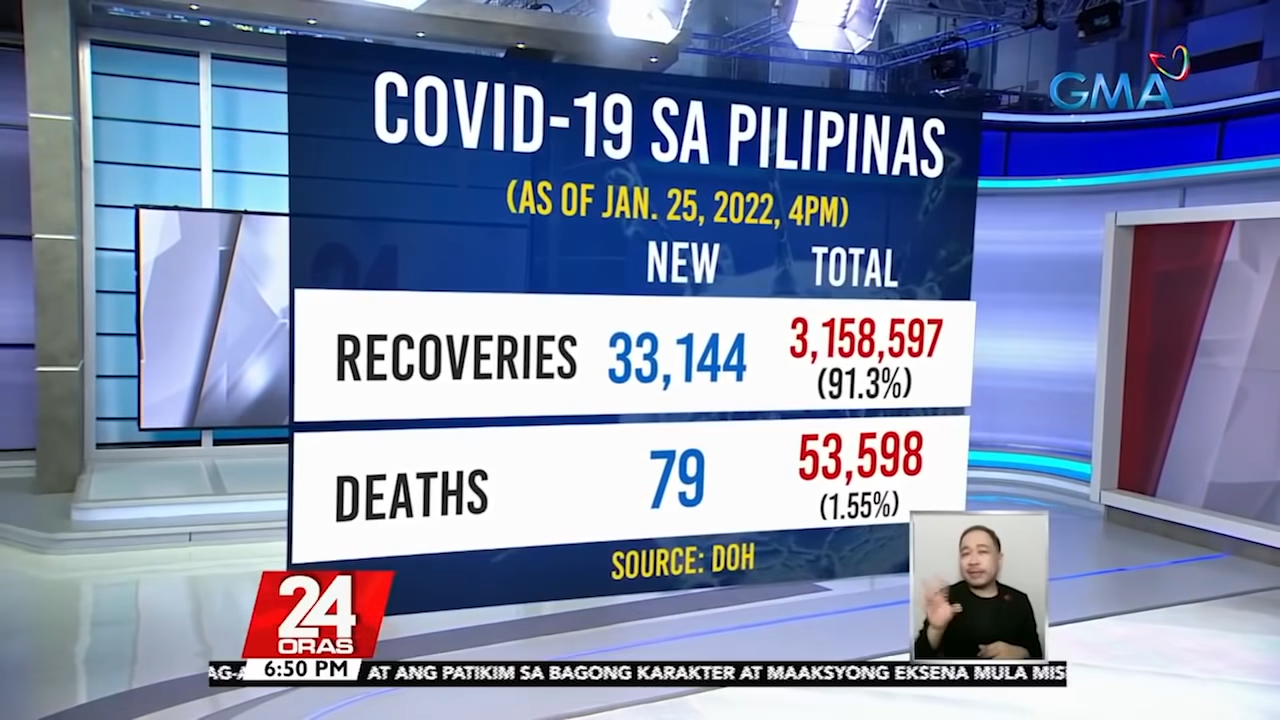 GMA
COVID-19 SA PILIPINAS
(AS OF JAN. 25, 2022, 4PM)
NEW TOTAL
RECOVERIES 33,144 3,158,597
(91.3%)
DEATHS 79 53,598
(1.55%)
SOURCE: DOH
24
ORAS
6:50 PM
AT ANG PATIKIM SA BAGONG KARAKTER AT MAAKSYONG EKSENA MULA MIS